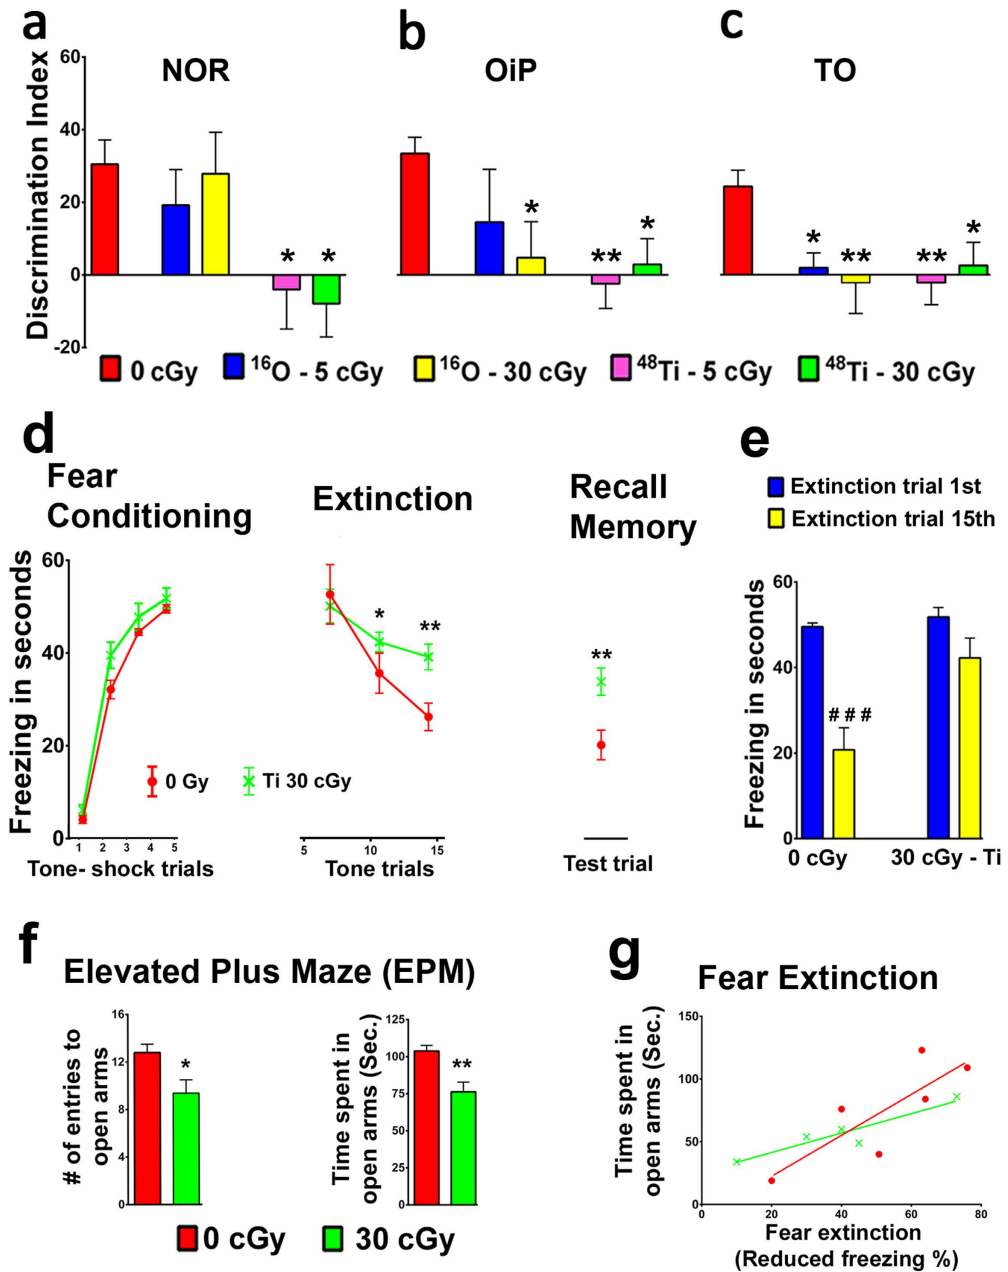 a
b
c
NOR
OiP
TO
Discrimination Index
60
40
20
0
-20
* *
* ** *
* ** ** *
0 cGy
16O - 5 cGy
16O - 30 cGy
48Ti - 5 cGy
48Ti - 30 cGy
d
Fear
Conditioning
Extinction
Recall
Memory
Freezing in seconds
60
40
20
0
* **
**
0 Gy
Ti 30 cGy
1 2 3 4 5
Tone- shock trials
5 10 15
Tone trials
Test trial
e
Extinction trial 1st
Extinction trial 15th
Freezing in seconds
60
40
20
0
# # #
0 cGy
30 cGy - Ti
f
Elevated Plus Maze (EPM)
# of entries to
open arms
16
12
8
4
0
*
Time spent in
open arms (Sec.)
125
100
75
50
25
0
**
0 cGy
30 cGy
g
Fear Extinction
Time spent in
open arms (Sec.)
150
100
50
0
0 20 40 60 80
Fear extinction
(Reduced freezing %)